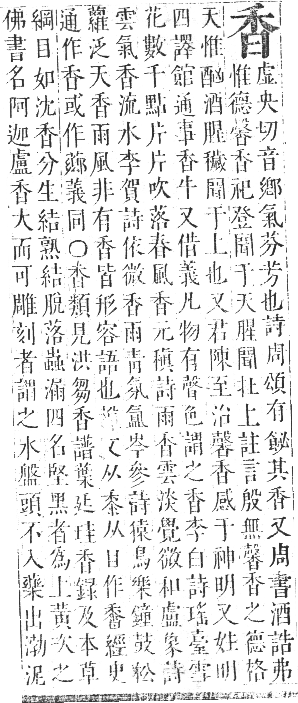 香
虛央切音鄉氣芬芳也詩周頌有飶其香又周書酒誥弗
惟德馨香祀登聞于天腥聞在上註言殷無馨香之德格
天惟酗酒腥穢聞于上也又君陳至治馨香感于神明又姓明
四譯館通事香牛又借義凡物有聲色謂之香李白詩瑤臺雪
花數千點片片吹落春風香元稹詩雨香雲淡覺微和盧象詩
雲氣香流水李賀詩依微香雨青氛氳岑參詩猿鳥樂鐘鼓松
蘿泛天香雨風非有香皆形容語也說文从黍从日作𪏽經史
通作香或作薌義同○香類見洪芻香譜葉廷珪香錄及本草
綱目如沈香分生結熟結脫落蟲漏四名堅黑者爲上黃次之
佛書名阿迦盧香大而可雕刻者謂之水盤頭不入藥出渤泥